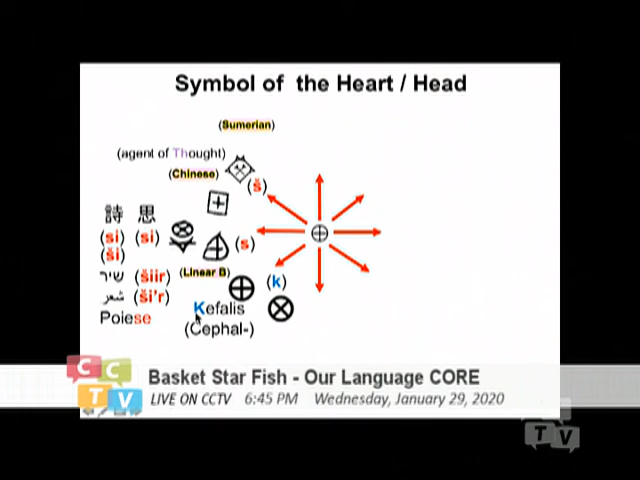 Symbol of the Heart / Head
(Sumerian)
(agent of Thought)
(Chinese)
(š)
詩 思
(si) (si)
(ši)
(s)
(Linear B)
שיר (šiir)
(k)
شعر (ši'r)
Kefalis
Poiese
(Cephal-)
CCTV
Basket Star Fish - Our Language CORE
LIVE ON CCTV 6:45 PM Wednesday, January 29, 2020
TV